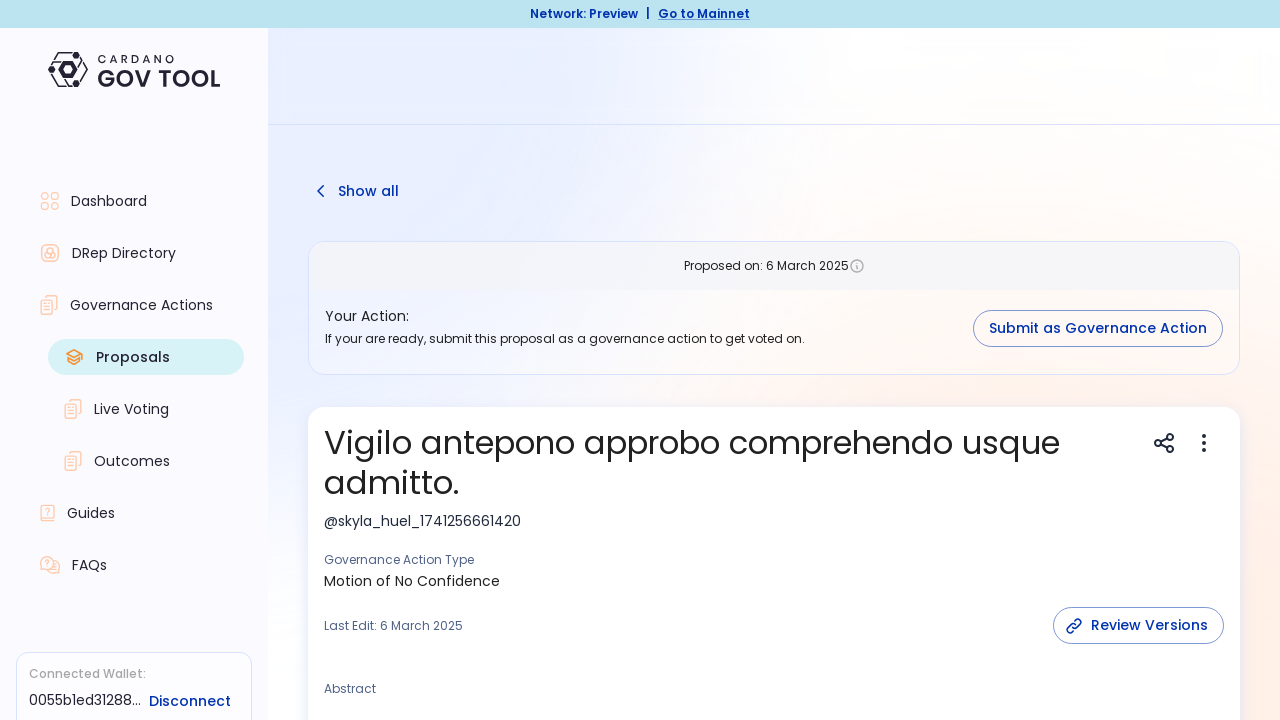 Network: Preview | Go to Mainnet
CARDANO
GOV TOOL
Dashboard
DRep Directory
Governance Actions
Proposals
Live Voting
Outcomes
Guides
FAQs
Connected Wallet:
0055b1ed31288... Disconnect
Show all
Proposed on: 6 March 2025
Your Action:
If your are ready, submit this proposal as a governance action to get voted on.
Submit as Governance Action
Vigilo antepono approbo comprehendo usque
admitto.
@skyla_huel_1741256661420
Governance Action Type
Motion of No Confidence
Last Edit: 6 March 2025
Review Versions
Abstract